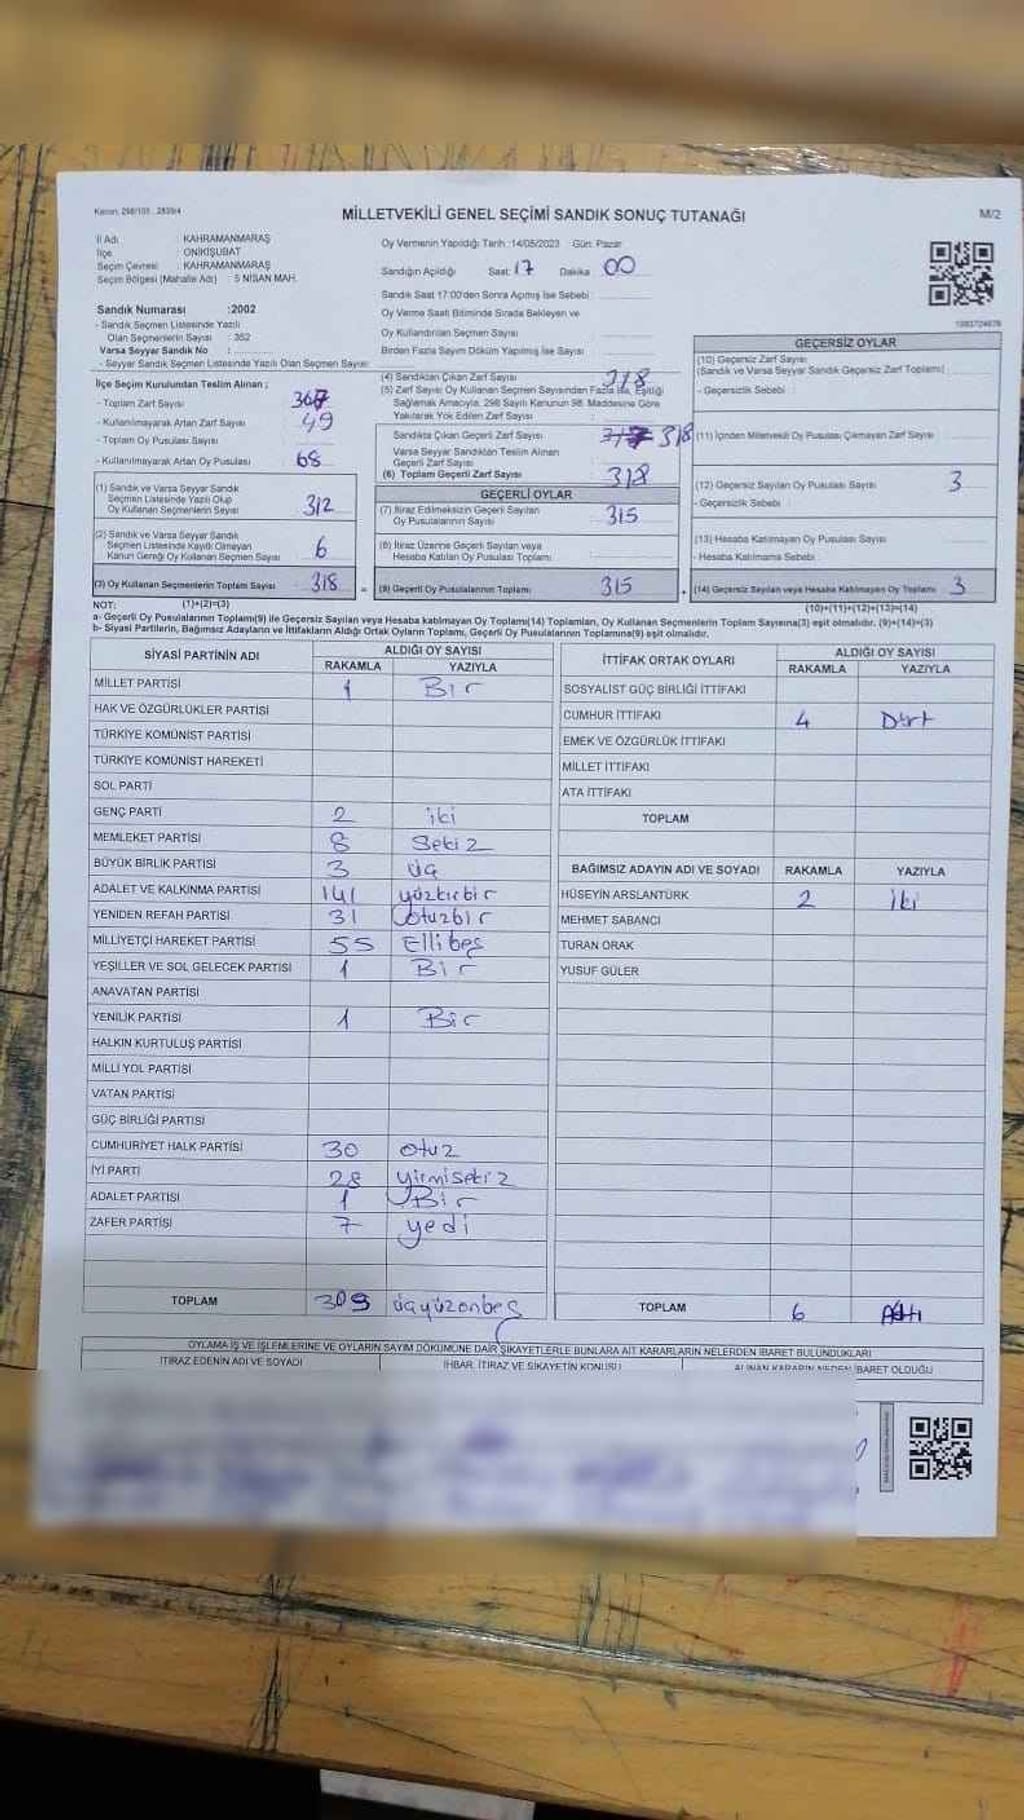 MİLLETVEKİLİ GENEL SEÇİMİ SANDIK SONUÇ TUTANAĞI
M/2
İl Adı : KAHRAMANMARAŞ
İlçe : ONİKİŞUBAT
Seçim Çevresi : KAHRAMANMARAŞ
Seçim Bölgesi (Mahalle Adı) : 5 NİSAN MAH.
Sandık Numarası :2002
- Sandık Seçmen Listesinde Yazılı
Olan Seçmenlerin Sayısı : 352
Varsa Seyyar Sandık No :
- Seyyar Sandık Seçmen Listesinde Yazılı Olan Seçmen Sayısı:
Oy Vermenin Yapıldığı Tarih :14/05/2023 Gün: Pazar
Sandığın Açıldığı Saat: 17 Dakika 00
Sandık Saat 17:00'den Sonra Açımış İse Sebebi :
Oy Verme Saati Bitiminde Sırada Bekleyen ve
Oy Kullandırılan Seçmen Sayısı
Birden Fazla Sayım Döküm Yapılmış İse Sayısı
İlçe Seçim Kurulundan Teslim Alınan ;
- Toplam Zarf Sayısı
- Kullanılmayarak Artan Zarf Sayısı 49
- Toplam Oy Pusulası Sayısı
- Kullanılmayarak Artan Oy Pusulası 68
(1) Sandık ve Varsa Seyyar Sandık
Seçmen Listesinde Yazılı Olup
Oy Kullanan Seçmenlerin Sayısı 312
(2) Sandık ve Varsa Seyyar Sandık
Seçmen Listesinde Kayıtlı Olmayan
Kanun Gereği Oy Kullanan Seçmen Sayısı 6
(3) Oy Kullanan Seçmenlerin Toplam Sayısı 318 =
(4) Sandıktan Çıkan Zarf Sayısı 318
(5) Zarf Sayısı Oy Kullanan Seçmen Sayısından Fazla İse, Eşitliği
Sağlamak Amacıyla, 298 Sayılı Kanunun 98. Maddesine Göre
Yakılarak Yok Edilen Zarf Sayısı :
Sandıkta Çıkan Geçerli Zarf Sayısı 318
Varsa Seyyar Sandıktan Teslim Alınan
Geçerli Zarf Sayısı
(6) Toplam Geçerli Zarf Sayısı 318
GEÇERLİ OYLAR
(7) İtiraz Edilmeksizin Geçerli Sayılan
Oy Pusulalarının Sayısı 315
(8) İtiraz Üzerine Geçerli Sayılan veya
Hesaba Katılan Oy Pusulası Toplamı
(9) Geçerli Oy Pusulalarının Toplamı 315 +
GEÇERSİZ OYLAR
(10) Geçersiz Zarf Sayısı
(Sandık ve Varsa Seyyar Sandık Geçersiz Zarf Toplamı)
- Geçersizlik Sebebi :
(11) İçinden Milletvekili Oy Pusulası Çıkmayan Zarf Sayısı
(12) Geçersiz Sayılan Oy Pusulası Sayısı 3
- Geçersizlik Sebebi
(13) Hesaba Katılmayan Oy Pusulası Sayısı
- Hesaba Katılmama Sebebi
(14) Geçersiz Sayılan veya Hesaba Katılmayan Oy Toplamı 3
NOT: (1)+(2)=(3) (10)+(11)+(12)+(13)=(14)
a- Geçerli Oy Pusulalarının Toplamı(9) ile Geçersiz Sayılan veya Hesaba katılmayan Oy Toplamı(14) Toplamları, Oy Kullanan Seçmenlerin Toplam Sayısına(3) eşit olmalıdır. (9)+(14)=(3)
b- Siyasi Partilerin, Bağımsız Adayların ve İttifakların Aldığı Ortak Oyların Toplamı, Geçerli Oy Pusulalarının Toplamına(9) eşit olmalıdır.
SİYASİ PARTİNİN ADI ALDIĞI OY SAYISI
RAKAMLA YAZIYLA
MİLLET PARTİSİ 1 Bir
HAK VE ÖZGÜRLÜKLER PARTİSİ
TÜRKİYE KOMÜNİST PARTİSİ
TÜRKİYE KOMÜNİST HAREKETİ
SOL PARTİ
GENÇ PARTİ 2 iki
MEMLEKET PARTİSİ 8 Sekiz
BÜYÜK BİRLİK PARTİSİ 3 üç
ADALET VE KALKINMA PARTİSİ 141 yüzkırbir
YENİDEN REFAH PARTİSİ 31 Otuzbir
MİLLİYETÇİ HAREKET PARTİSİ 55 Ellibeş
YEŞİLLER VE SOL GELECEK PARTİSİ 1 Bir
ANAVATAN PARTİSİ
YENİLİK PARTİSİ 1 Bir
HALKIN KURTULUŞ PARTİSİ
MİLLİ YOL PARTİSİ
VATAN PARTİSİ
GÜÇ BİRLİĞİ PARTİSİ
CUMHURİYET HALK PARTİSİ 30 otuz
İYİ PARTİ 28 yirmisekiz
ADALET PARTİSİ 1 Bir
ZAFER PARTİSİ 7 yedi
TOPLAM 309 üçyüzonbeş
İTTİFAK ORTAK OYLARI ALDIĞI OY SAYISI
RAKAMLA YAZIYLA
SOSYALİST GÜÇ BİRLİĞİ İTTİFAKI
CUMHUR İTTİFAKI 4 Dört
EMEK VE ÖZGÜRLÜK İTTİFAKI
MİLLET İTTİFAKI
ATA İTTİFAKI
TOPLAM
BAĞIMSIZ ADAYIN ADI VE SOYADI RAKAMLA YAZIYLA
HÜSEYİN ARSLANTÜRK 2 İki
MEHMET SABANCI
TURAN ORAK
YUSUF GÜLER
TOPLAM 6 Altı
OYLAMA İŞ VE İŞLEMLERİNE VE OYLARIN SAYIM DÖKÜMÜNE DAİR ŞİKAYETLERLE BUNLARA AİT KARARLARIN NELERDEN İBARET BULUNDUKLARI
İTİRAZ EDENİN ADI VE SOYADI İHBAR, İTİRAZ VE ŞİKAYETİN KONUSU ALINAN KARARIN NEDEN İBARET OLDUĞU